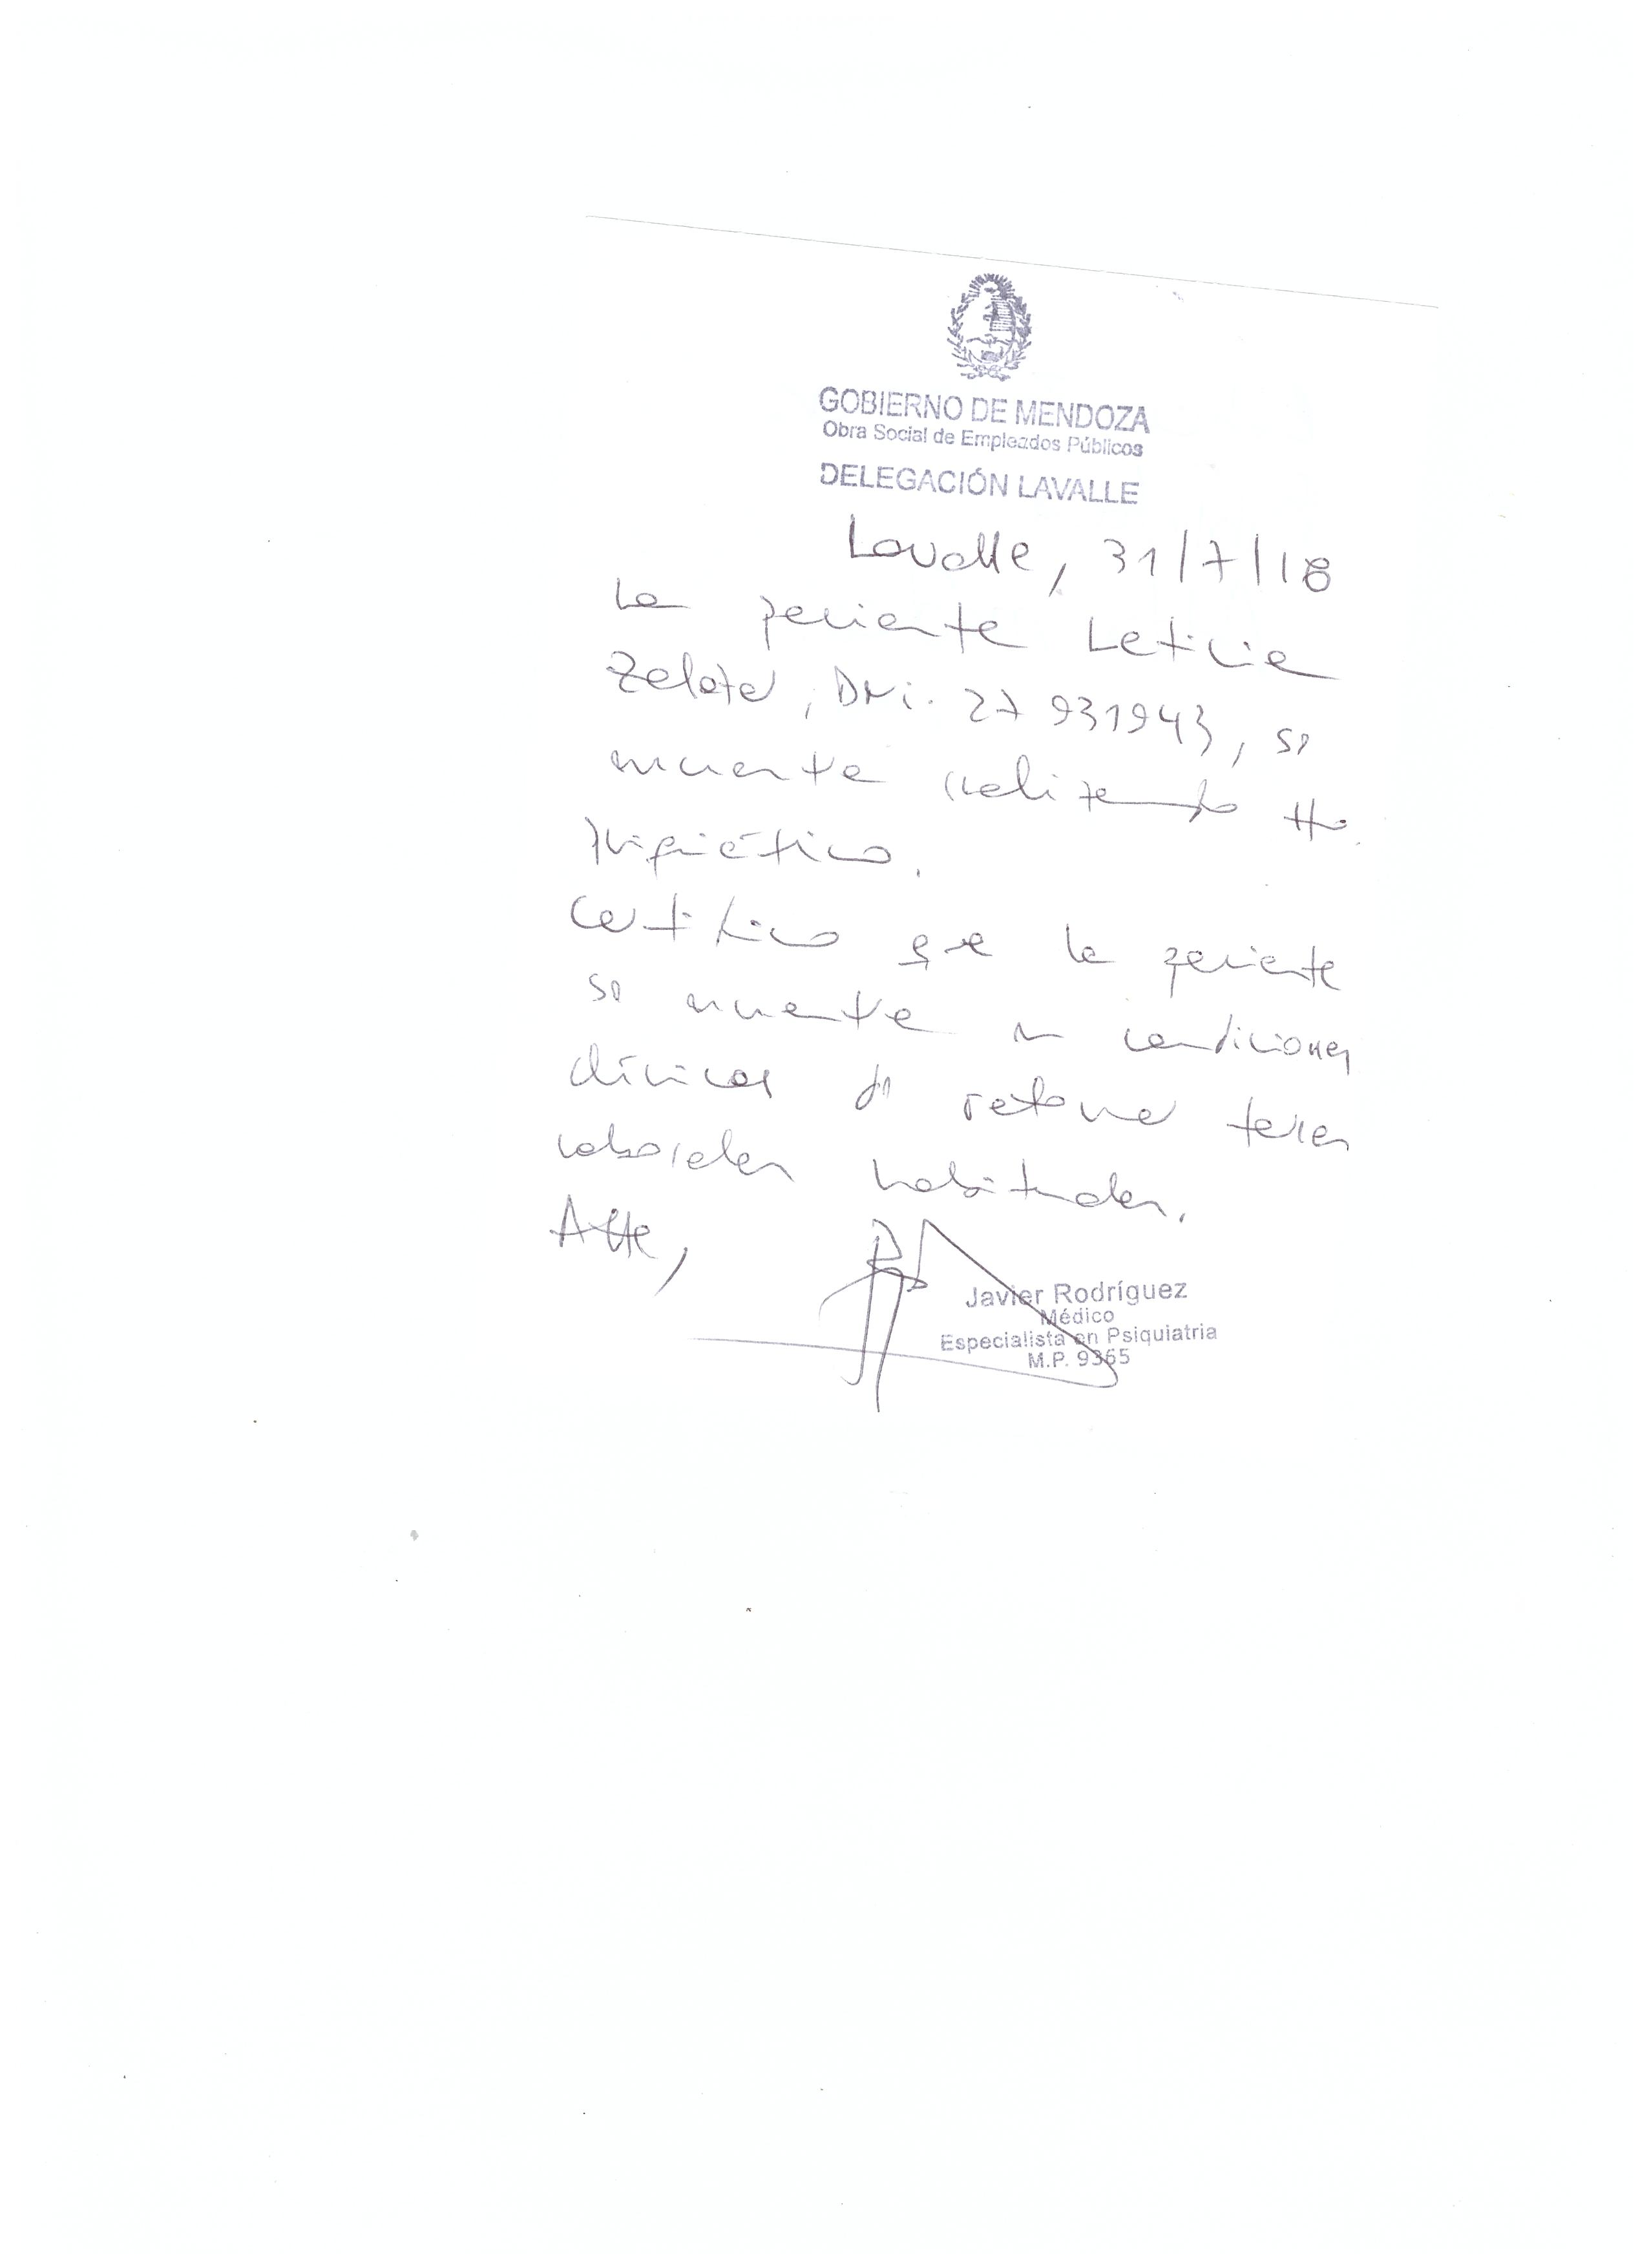 GOBIERNO DE MENDOZA
Obra Social de Empleados Públicos
DELEGACIÓN LAVALLE
Lavalle, 31/7/18
La paciente Leticia
DNI. 27 931943, se
encuentra realizando tto.
psiquiátrico.
Certifico que la paciente
se encuentra en condiciones
clínicas de retomar tareas
laborales habituales.
Atte,
Javier Rodríguez
Médico
Especialista en Psiquiatria
M.P. 9365